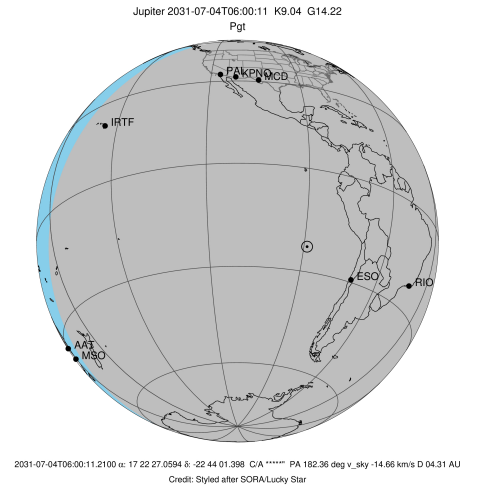 Jupiter 2031-07-04T06:00:11 K9.04 G14.22
Pgt
PAL
KPNO
MCD
IRTF
ESO
RIO
AAT
MSO
2031-07-04T06:00:11.2100 α: 17 22 27.0594 δ: -22 44 01.398 C/A *****" PA 182.36 deg v_sky -14.66 km/s D 04.31 AU
Credit: Styled after SORA/Lucky Star